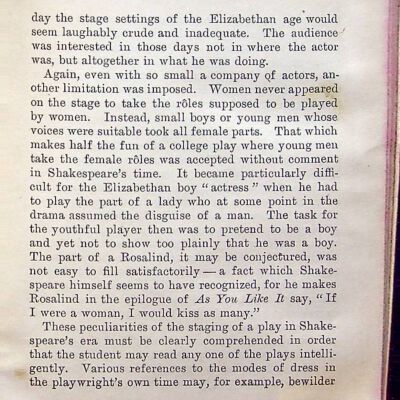 day the stage settings of the Elizabethan age would
seem laughably crude and inadequate. The audience
was interested in those days not in where the actor
was, but altogether in what he was doing.
Again, even with so small a company of actors, an-
other limitation was imposed. Women never appeared
on the stage to take the rôles supposed to be played
by women. Instead, small boys or young men whose
voices were suitable took all female parts. That which
makes half the fun of a college play where young men
take the female rôles was accepted without comment
in Shakespeare's time. It became particularly diffi-
cult for the Elizabethan boy "actress" when he had
to play the part of a lady who at some point in the
drama assumed the disguise of a man. The task for
the youthful player then was to pretend to be a boy
and yet not to show too plainly that he was a boy.
The part of a Rosalind, it may be conjectured, was
not easy to fill satisfactorily — a fact which Shake-
speare himself seems to have recognized, for he makes
Rosalind in the epilogue of As You Like It say, "If
I were a woman, I would kiss as many."
These peculiarities of the staging of a play in Shake-
speare's era must be clearly comprehended in order
that the student may read any one of the plays intelli-
gently. Various references to the modes of dress in
the playwright's own time may, for example, bewilder